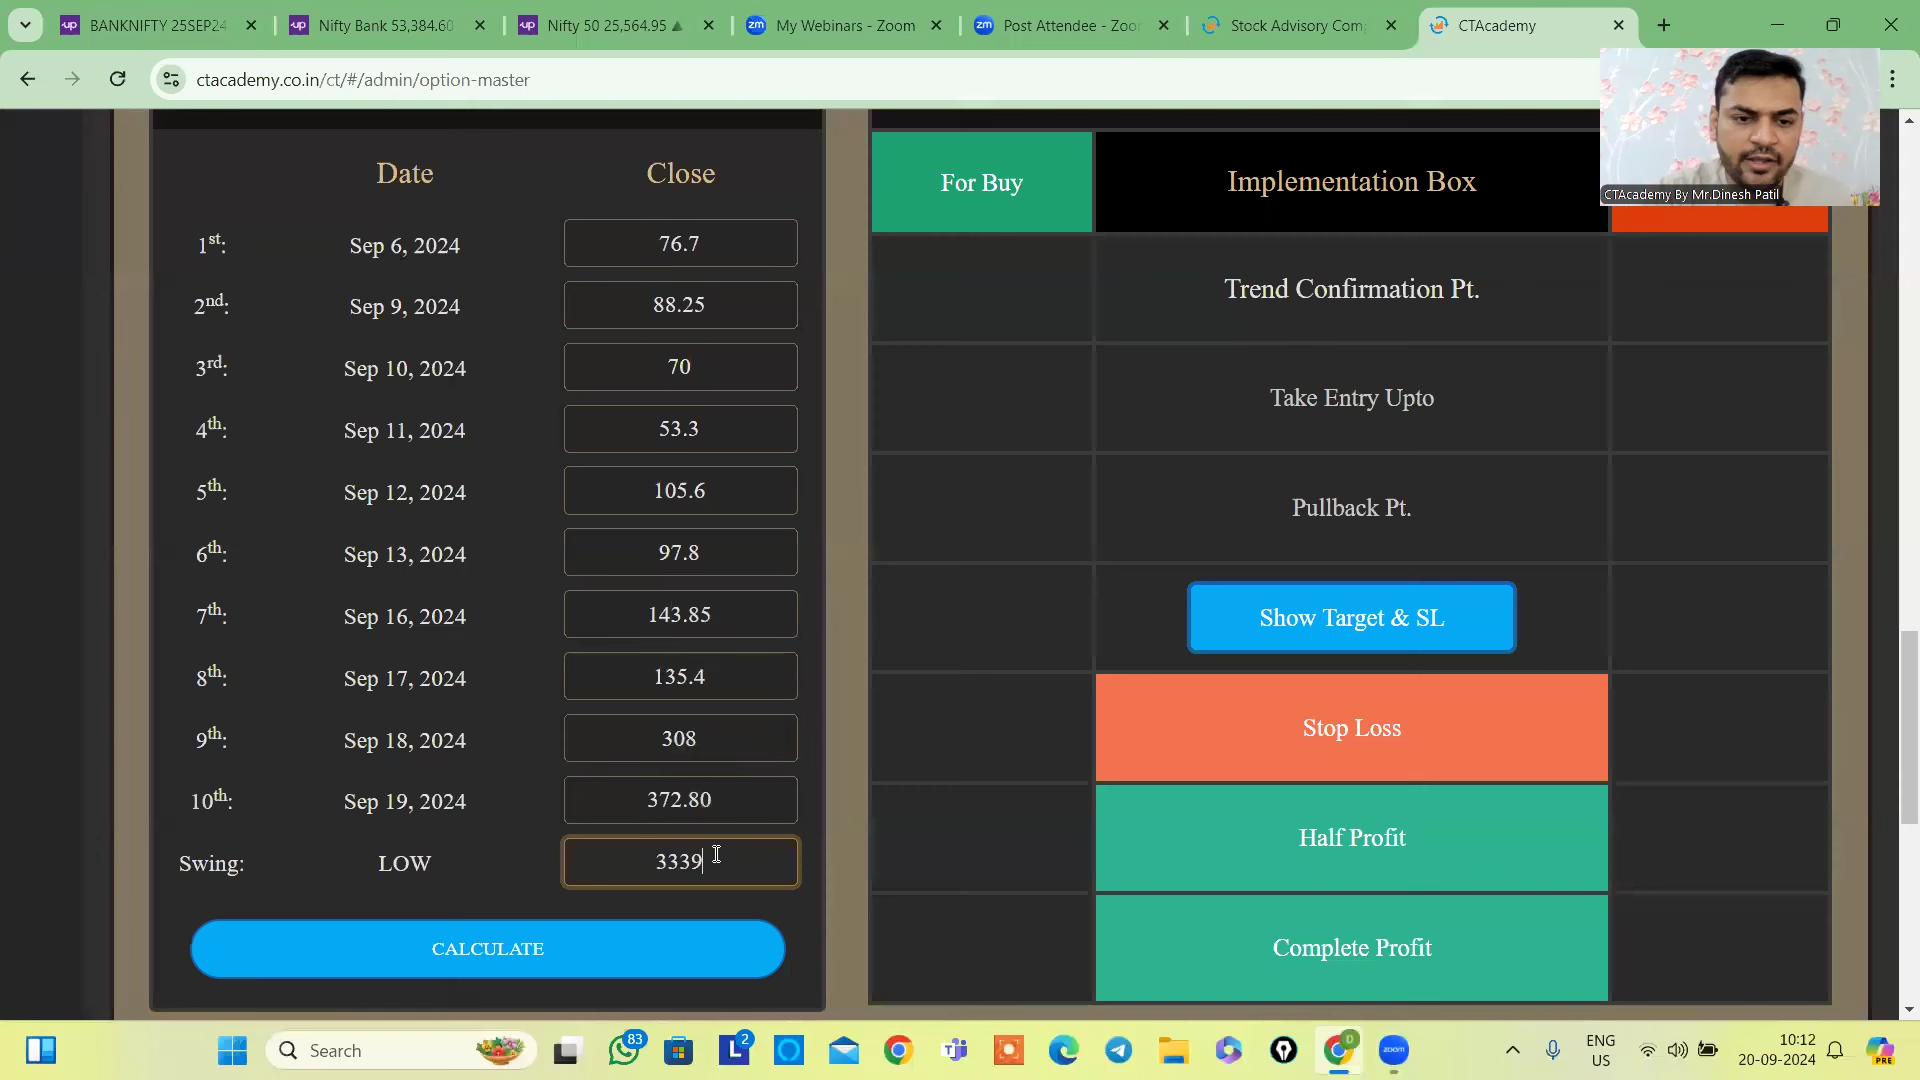 BANKNIFTY 25SEP24
Nifty Bank 53,384.60
Nifty 50 25,564.95 ▲
My Webinars - Zoom
Post Attendee - Zoom
Stock Advisory Com
CTAcademy
ctacademy.co.in/ct/#/admin/option-master
CTAcademy By Mr.Dinesh Patil
Date Close
1st: Sep 6, 2024 76.7
2nd: Sep 9, 2024 88.25
3rd: Sep 10, 2024 70
4th: Sep 11, 2024 53.3
5th: Sep 12, 2024 105.6
6th: Sep 13, 2024 97.8
7th: Sep 16, 2024 143.85
8th: Sep 17, 2024 135.4
9th: Sep 18, 2024 308
10th: Sep 19, 2024 372.80
Swing: LOW 3339
CALCULATE
For Buy Implementation Box
Trend Confirmation Pt.
Take Entry Upto
Pullback Pt.
Show Target & SL
Stop Loss
Half Profit
Complete Profit
Search
83
2
zoom
ENG
US
10:12
20-09-2024
PRE